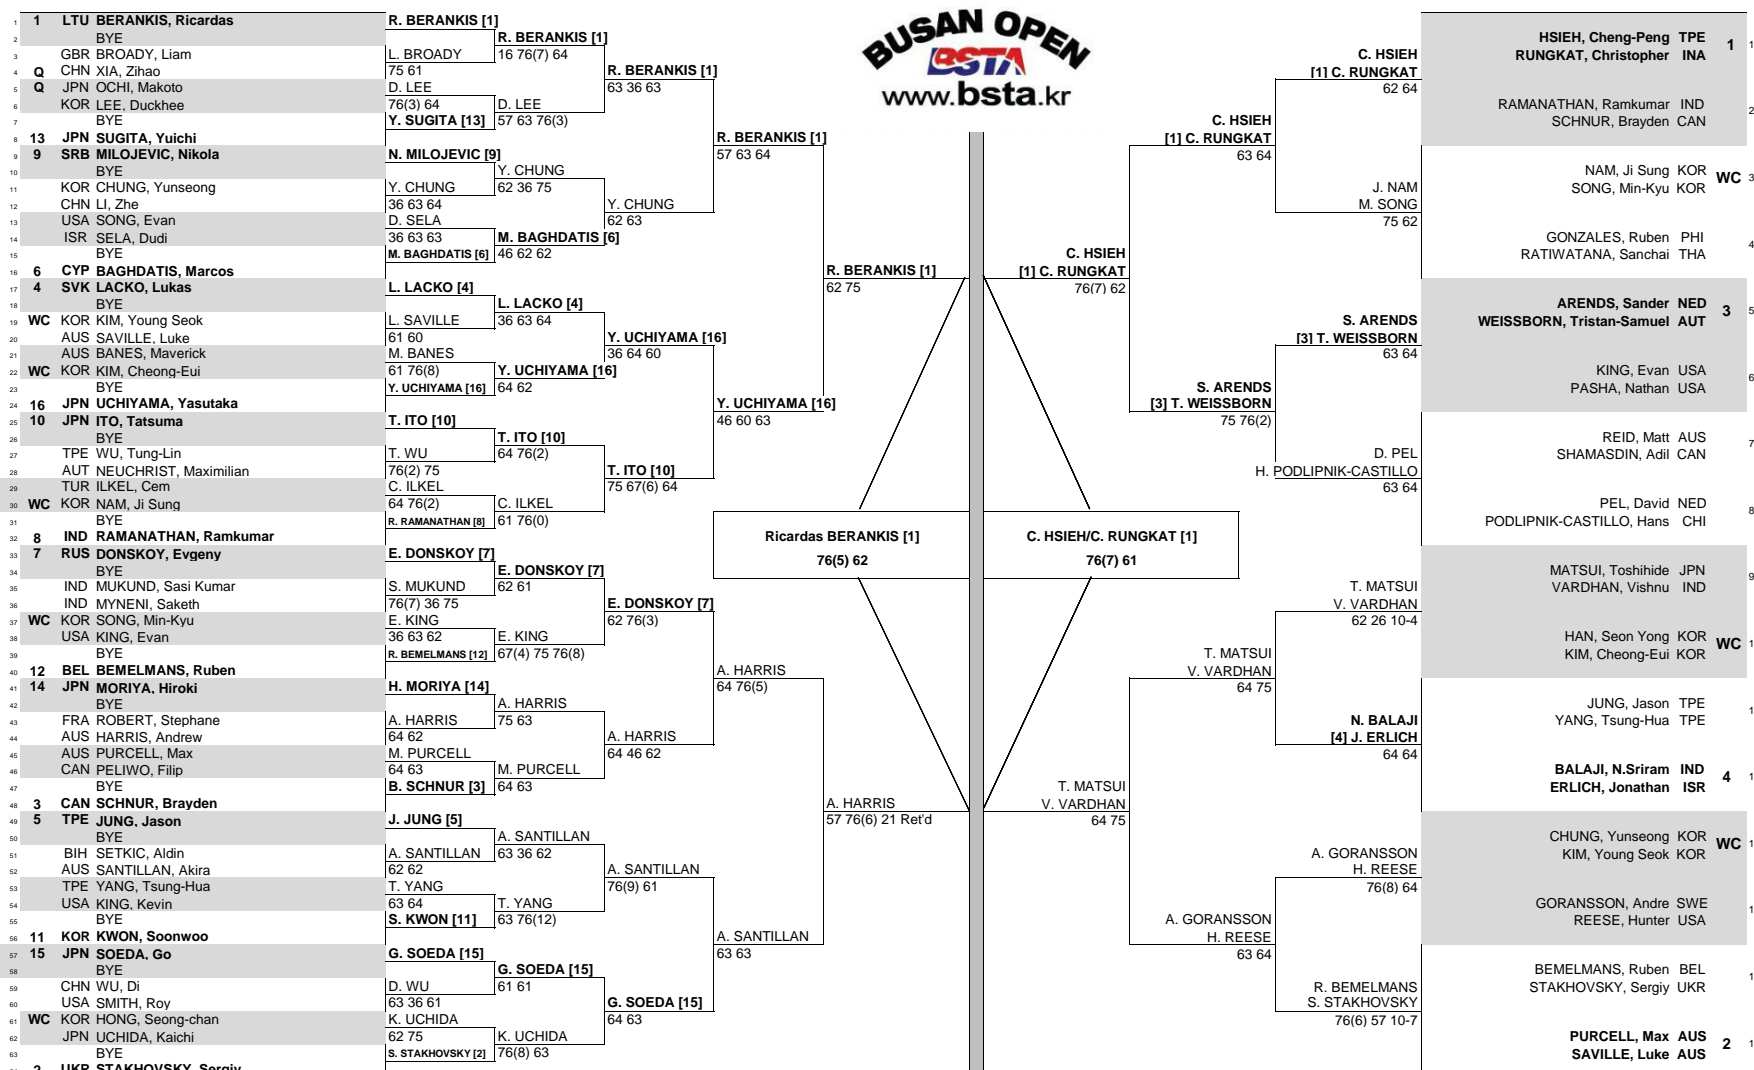 BUSAN OPEN
BSTA
www.bsta.kr
1 1 LTU BERANKIS, Ricardas
2 BYE
3 GBR BROADY, Liam
4 Q CHN XIA, Zihao
5 Q JPN OCHI, Makoto
6 KOR LEE, Duckhee
7 BYE
8 13 JPN SUGITA, Yuichi
9 9 SRB MILOJEVIC, Nikola
10 BYE
11 KOR CHUNG, Yunseong
12 CHN LI, Zhe
13 USA SONG, Evan
14 ISR SELA, Dudi
15 BYE
16 6 CYP BAGHDATIS, Marcos
17 4 SVK LACKO, Lukas
18 BYE
19 WC KOR KIM, Young Seok
20 AUS SAVILLE, Luke
21 AUS BANES, Maverick
22 WC KOR KIM, Cheong-Eui
23 BYE
24 16 JPN UCHIYAMA, Yasutaka
25 10 JPN ITO, Tatsuma
26 BYE
27 TPE WU, Tung-Lin
28 AUT NEUCHRIST, Maximilian
29 TUR ILKEL, Cem
30 WC KOR NAM, Ji Sung
31 BYE
32 8 IND RAMANATHAN, Ramkumar
33 7 RUS DONSKOY, Evgeny
34 BYE
35 IND MUKUND, Sasi Kumar
36 IND MYNENI, Saketh
37 WC KOR SONG, Min-Kyu
38 USA KING, Evan
39 BYE
40 12 BEL BEMELMANS, Ruben
41 14 JPN MORIYA, Hiroki
42 BYE
43 FRA ROBERT, Stephane
44 AUS HARRIS, Andrew
45 AUS PURCELL, Max
46 CAN PELIWO, Filip
47 BYE
48 3 CAN SCHNUR, Brayden
49 5 TPE JUNG, Jason
50 BYE
51 BIH SETKIC, Aldin
52 AUS SANTILLAN, Akira
53 TPE YANG, Tsung-Hua
54 USA KING, Kevin
55 BYE
56 11 KOR KWON, Soonwoo
57 15 JPN SOEDA, Go
58 BYE
59 CHN WU, Di
60 USA SMITH, Roy
61 WC KOR HONG, Seong-chan
62 JPN UCHIDA, Kaichi
63 BYE
2 UKR STAKHOVSKY, Sergiy
R. BERANKIS [1]
L. BROADY
75 61
D. LEE
76(3) 64
Y. SUGITA [13]
N. MILOJEVIC [9]
Y. CHUNG
36 63 64
D. SELA
36 63 63
M. BAGHDATIS [6]
L. LACKO [4]
L. SAVILLE
61 60
M. BANES
61 76(8)
Y. UCHIYAMA [16]
T. ITO [10]
T. WU
76(2) 75
C. ILKEL
64 76(2)
R. RAMANATHAN [8]
E. DONSKOY [7]
S. MUKUND
76(7) 36 75
E. KING
36 63 62
R. BEMELMANS [12]
H. MORIYA [14]
A. HARRIS
64 62
M. PURCELL
64 63
B. SCHNUR [3]
J. JUNG [5]
A. SANTILLAN
62 62
T. YANG
63 64
S. KWON [11]
G. SOEDA [15]
D. WU
63 36 61
K. UCHIDA
62 75
S. STAKHOVSKY [2]
R. BERANKIS [1]
16 76(7) 64
D. LEE
57 63 76(3)
Y. CHUNG
62 36 75
M. BAGHDATIS [6]
46 62 62
L. LACKO [4]
36 63 64
Y. UCHIYAMA [16]
64 62
T. ITO [10]
64 76(2)
C. ILKEL
61 76(0)
E. DONSKOY [7]
62 61
E. KING
67(4) 75 76(8)
A. HARRIS
75 63
M. PURCELL
64 63
A. SANTILLAN
63 36 62
T. YANG
63 76(12)
G. SOEDA [15]
61 61
K. UCHIDA
76(8) 63
R. BERANKIS [1]
63 36 63
Y. CHUNG
62 63
Y. UCHIYAMA [16]
36 64 60
T. ITO [10]
75 67(6) 64
E. DONSKOY [7]
62 76(3)
A. HARRIS
64 46 62
A. SANTILLAN
76(9) 61
G. SOEDA [15]
64 63
R. BERANKIS [1]
57 63 64
Y. UCHIYAMA [16]
46 60 63
A. HARRIS
64 76(5)
A. SANTILLAN
63 63
R. BERANKIS [1]
62 75
A. HARRIS
57 76(6) 21 Ret'd
Ricardas BERANKIS [1]
76(5) 62
C. HSIEH/C. RUNGKAT [1]
76(7) 61
C. HSIEH
[1] C. RUNGKAT
76(7) 62
T. MATSUI
V. VARDHAN
64 75
C. HSIEH
[1] C. RUNGKAT
63 64
S. ARENDS
[3] T. WEISSBORN
75 76(2)
T. MATSUI
V. VARDHAN
64 75
A. GORANSSON
H. REESE
63 64
C. HSIEH
[1] C. RUNGKAT
62 64
J. NAM
M. SONG
75 62
S. ARENDS
[3] T. WEISSBORN
63 64
D. PEL
H. PODLIPNIK-CASTILLO
63 64
T. MATSUI
V. VARDHAN
62 26 10-4
N. BALAJI
[4] J. ERLICH
64 64
A. GORANSSON
H. REESE
76(8) 64
R. BEMELMANS
S. STAKHOVSKY
76(6) 57 10-7
HSIEH, Cheng-Peng TPE
RUNGKAT, Christopher INA
1 1
RAMANATHAN, Ramkumar IND
SCHNUR, Brayden CAN
2
NAM, Ji Sung KOR
SONG, Min-Kyu KOR
WC 3
GONZALES, Ruben PHI
RATIWATANA, Sanchai THA
4
ARENDS, Sander NED
WEISSBORN, Tristan-Samuel AUT
3 5
KING, Evan USA
PASHA, Nathan USA
6
REID, Matt AUS
SHAMASDIN, Adil CAN
7
PEL, David NED
PODLIPNIK-CASTILLO, Hans CHI
8
MATSUI, Toshihide JPN
VARDHAN, Vishnu IND
9
HAN, Seon Yong KOR
KIM, Cheong-Eui KOR
WC 1
JUNG, Jason TPE
YANG, Tsung-Hua TPE
1
BALAJI, N.Sriram IND
ERLICH, Jonathan ISR
4 1
CHUNG, Yunseong KOR
KIM, Young Seok KOR
WC 1
GORANSSON, Andre SWE
REESE, Hunter USA
1
BEMELMANS, Ruben BEL
STAKHOVSKY, Sergiy UKR
1
PURCELL, Max AUS
SAVILLE, Luke AUS
2 1